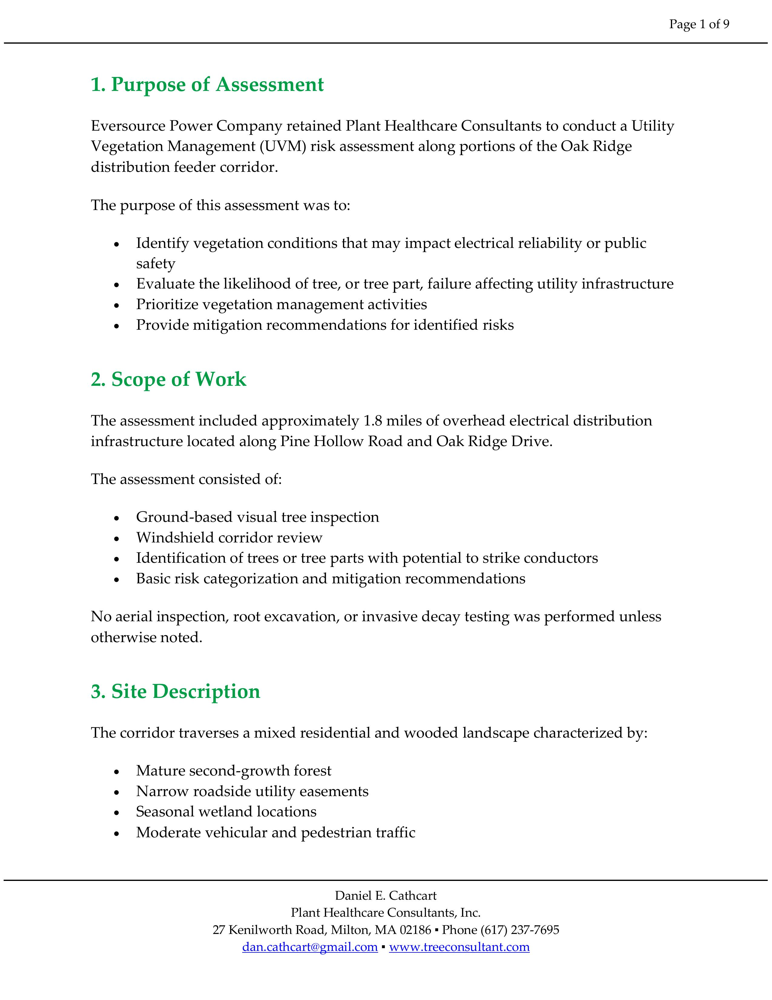 Page 1 of 9
1. Purpose of Assessment
Eversource Power Company retained Plant Healthcare Consultants to conduct a Utility
Vegetation Management (UVM) risk assessment along portions of the Oak Ridge
distribution feeder corridor.
The purpose of this assessment was to:
• Identify vegetation conditions that may impact electrical reliability or public
safety
• Evaluate the likelihood of tree, or tree part, failure affecting utility infrastructure
• Prioritize vegetation management activities
• Provide mitigation recommendations for identified risks
2. Scope of Work
The assessment included approximately 1.8 miles of overhead electrical distribution
infrastructure located along Pine Hollow Road and Oak Ridge Drive.
The assessment consisted of:
• Ground-based visual tree inspection
• Windshield corridor review
• Identification of trees or tree parts with potential to strike conductors
• Basic risk categorization and mitigation recommendations
No aerial inspection, root excavation, or invasive decay testing was performed unless
otherwise noted.
3. Site Description
The corridor traverses a mixed residential and wooded landscape characterized by:
• Mature second-growth forest
• Narrow roadside utility easements
• Seasonal wetland locations
• Moderate vehicular and pedestrian traffic
Daniel E. Cathcart
Plant Healthcare Consultants, Inc.
27 Kenilworth Road, Milton, MA 02186 ▪ Phone (617) 237-7695
dan.cathcart@gmail.com ▪ www.treeconsultant.com